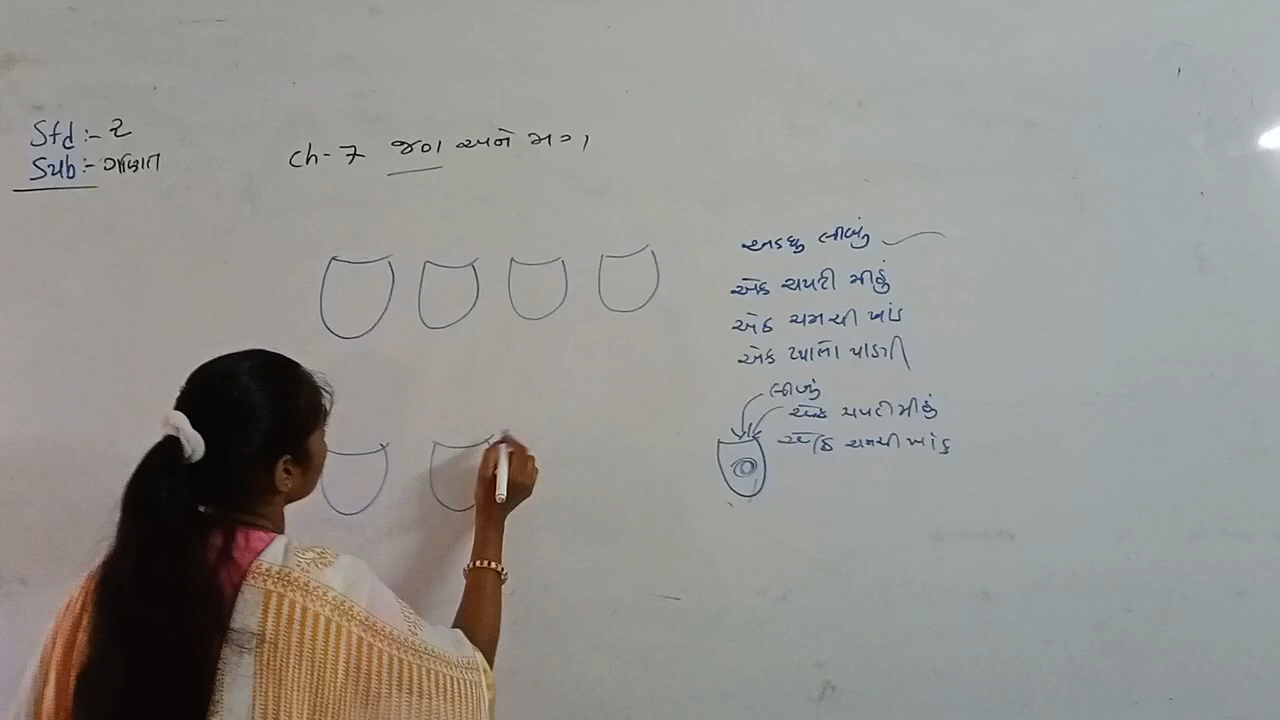 Std :- 2
Sub :- ગણિત
Ch-7 જગ અને મગ
અડધુ લીંબું
એક ચપટી મીઠું
એક ચમચી ખાંડ
એક પ્યાલો પાણી
લીંબું
એક ચપટી મીઠું
એક ચમચી ખાંડ